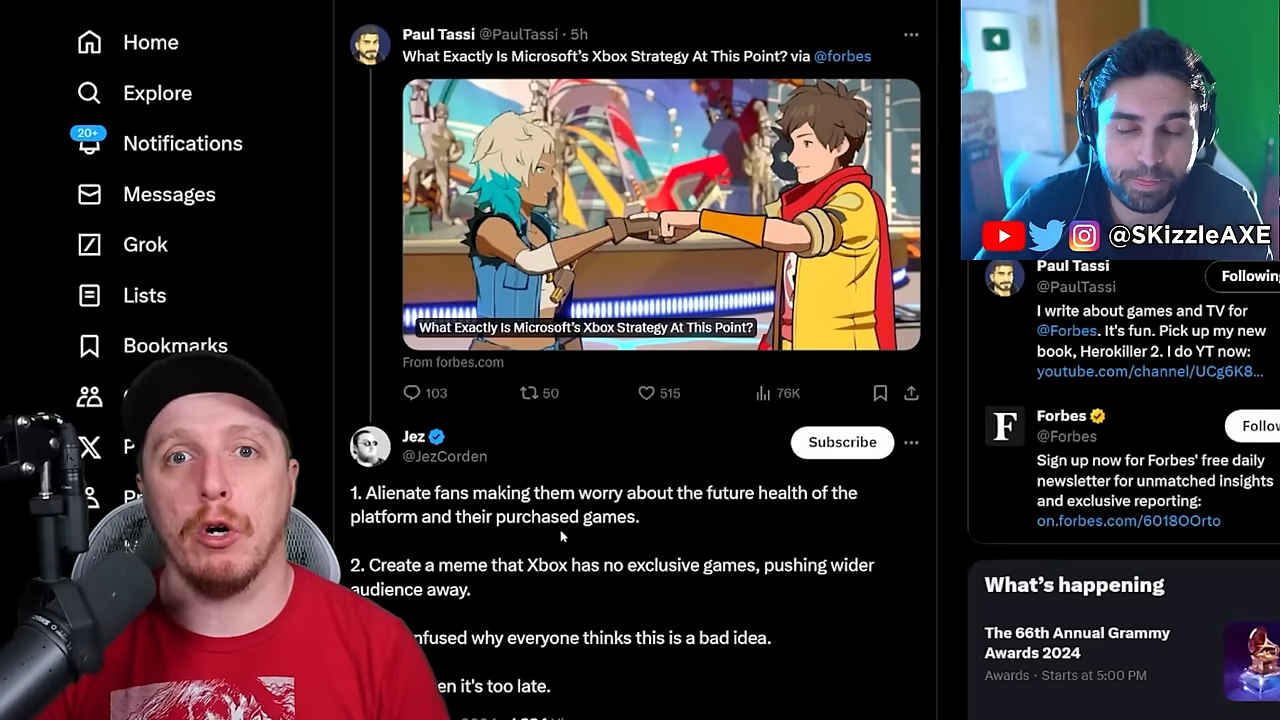 Home
Explore
20+
Notifications
Messages
Grok
Lists
Bookmarks
Paul Tassi @PaulTassi · 5h
What Exactly Is Microsoft's Xbox Strategy At This Point? via @forbes
What Exactly Is Microsoft's Xbox Strategy At This Point?
From forbes.com
103
50
515
76K
Jez
@JezCorden
Subscribe
1. Alienate fans making them worry about the future health of the
platform and their purchased games.
2. Create a meme that Xbox has no exclusive games, pushing wider
audience away.
why everyone thinks this is a bad idea.
it's too late.
@SKizzleAXE
Paul Tassi
@PaulTassi
Following
I write about games and TV for
@Forbes. It's fun. Pick up my new
book, Herokiller 2. I do YT now:
youtube.com/channel/UCg6K8...
F
Forbes
@Forbes
Follo
Sign up now for Forbes' free daily
newsletter for unmatched insights
and exclusive reporting:
on.forbes.com/6018OOrto
What's happening
The 66th Annual Grammy
Awards 2024
Awards · Starts at 5:00 PM